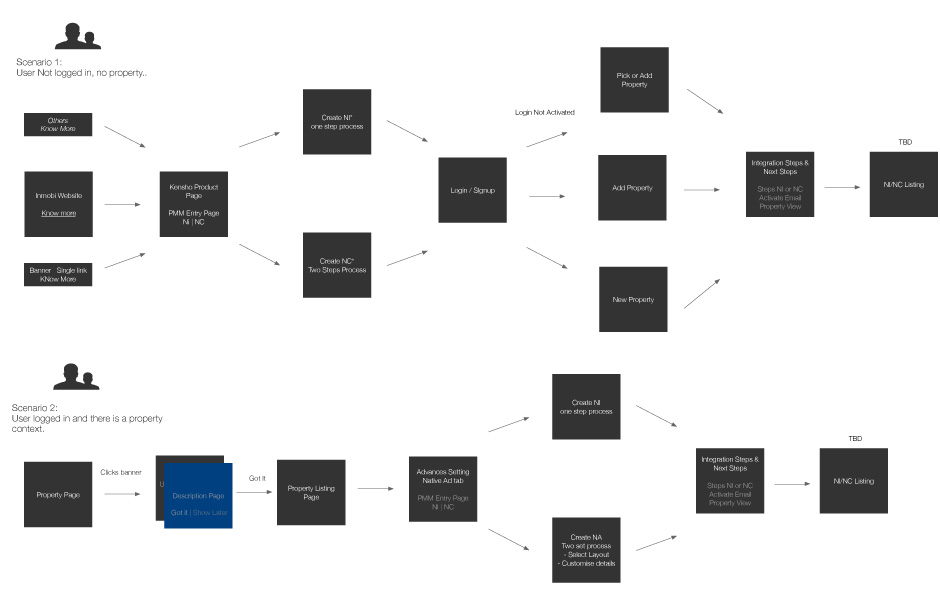 Scenario 1:
User Not logged in, no property..
Others
Know More
Inmobi Website
Know more
Banner Single link
KNow More
Kensho Product
Page
PMM Entry Page
Ni | NC
Create NI*
one step process
Create NC*
Two Steps Process
Login / Signup
Login Not Activated
Pick or Add
Property
Add Property
New Property
Integration Steps &
Next Steps
Steps NI or NC
Activate Email
Property View
TBD
NI/NC Listing
Scenario 2:
User logged in and there is a property
context.
Property Page
Clicks banner
U
Description Page
Got it | Show Later
Got It
Property Listing
Page
Advances Setting
Native Ad tab
PMM Entry Page
Ni | NC
Create NI
one step process
Create NA
Two set process
- Select Layout
- Customise details
Integration Steps &
Next Steps
Steps NI or NC
Activate Email
Property View
TBD
NI/NC Listing